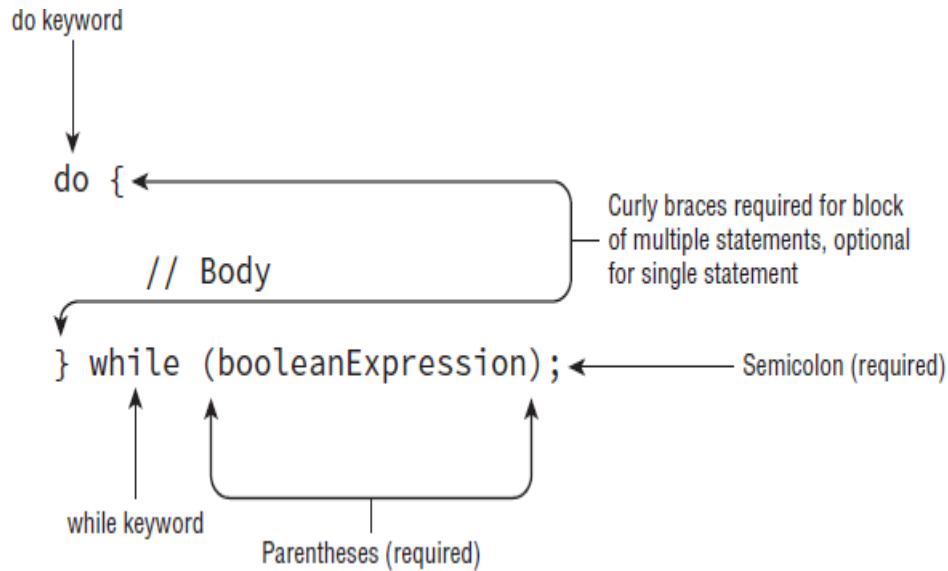 do keyword
do {
Curly braces required for block
of multiple statements, optional
for single statement
// Body
} while (booleanExpression);
Semicolon (required)
while keyword
Parentheses (required)